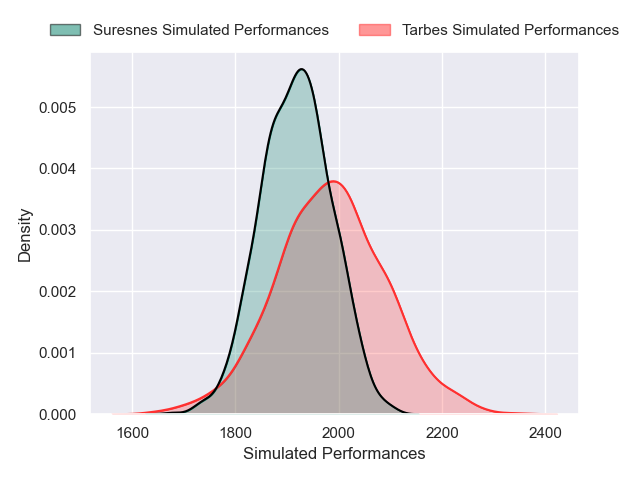 Suresnes Simulated Performances Tarbes Simulated Performances
0.005
0.004
0.003
0.002
0.001
0.000
Density
1600 1800 2000 2200 2400
Simulated Performances